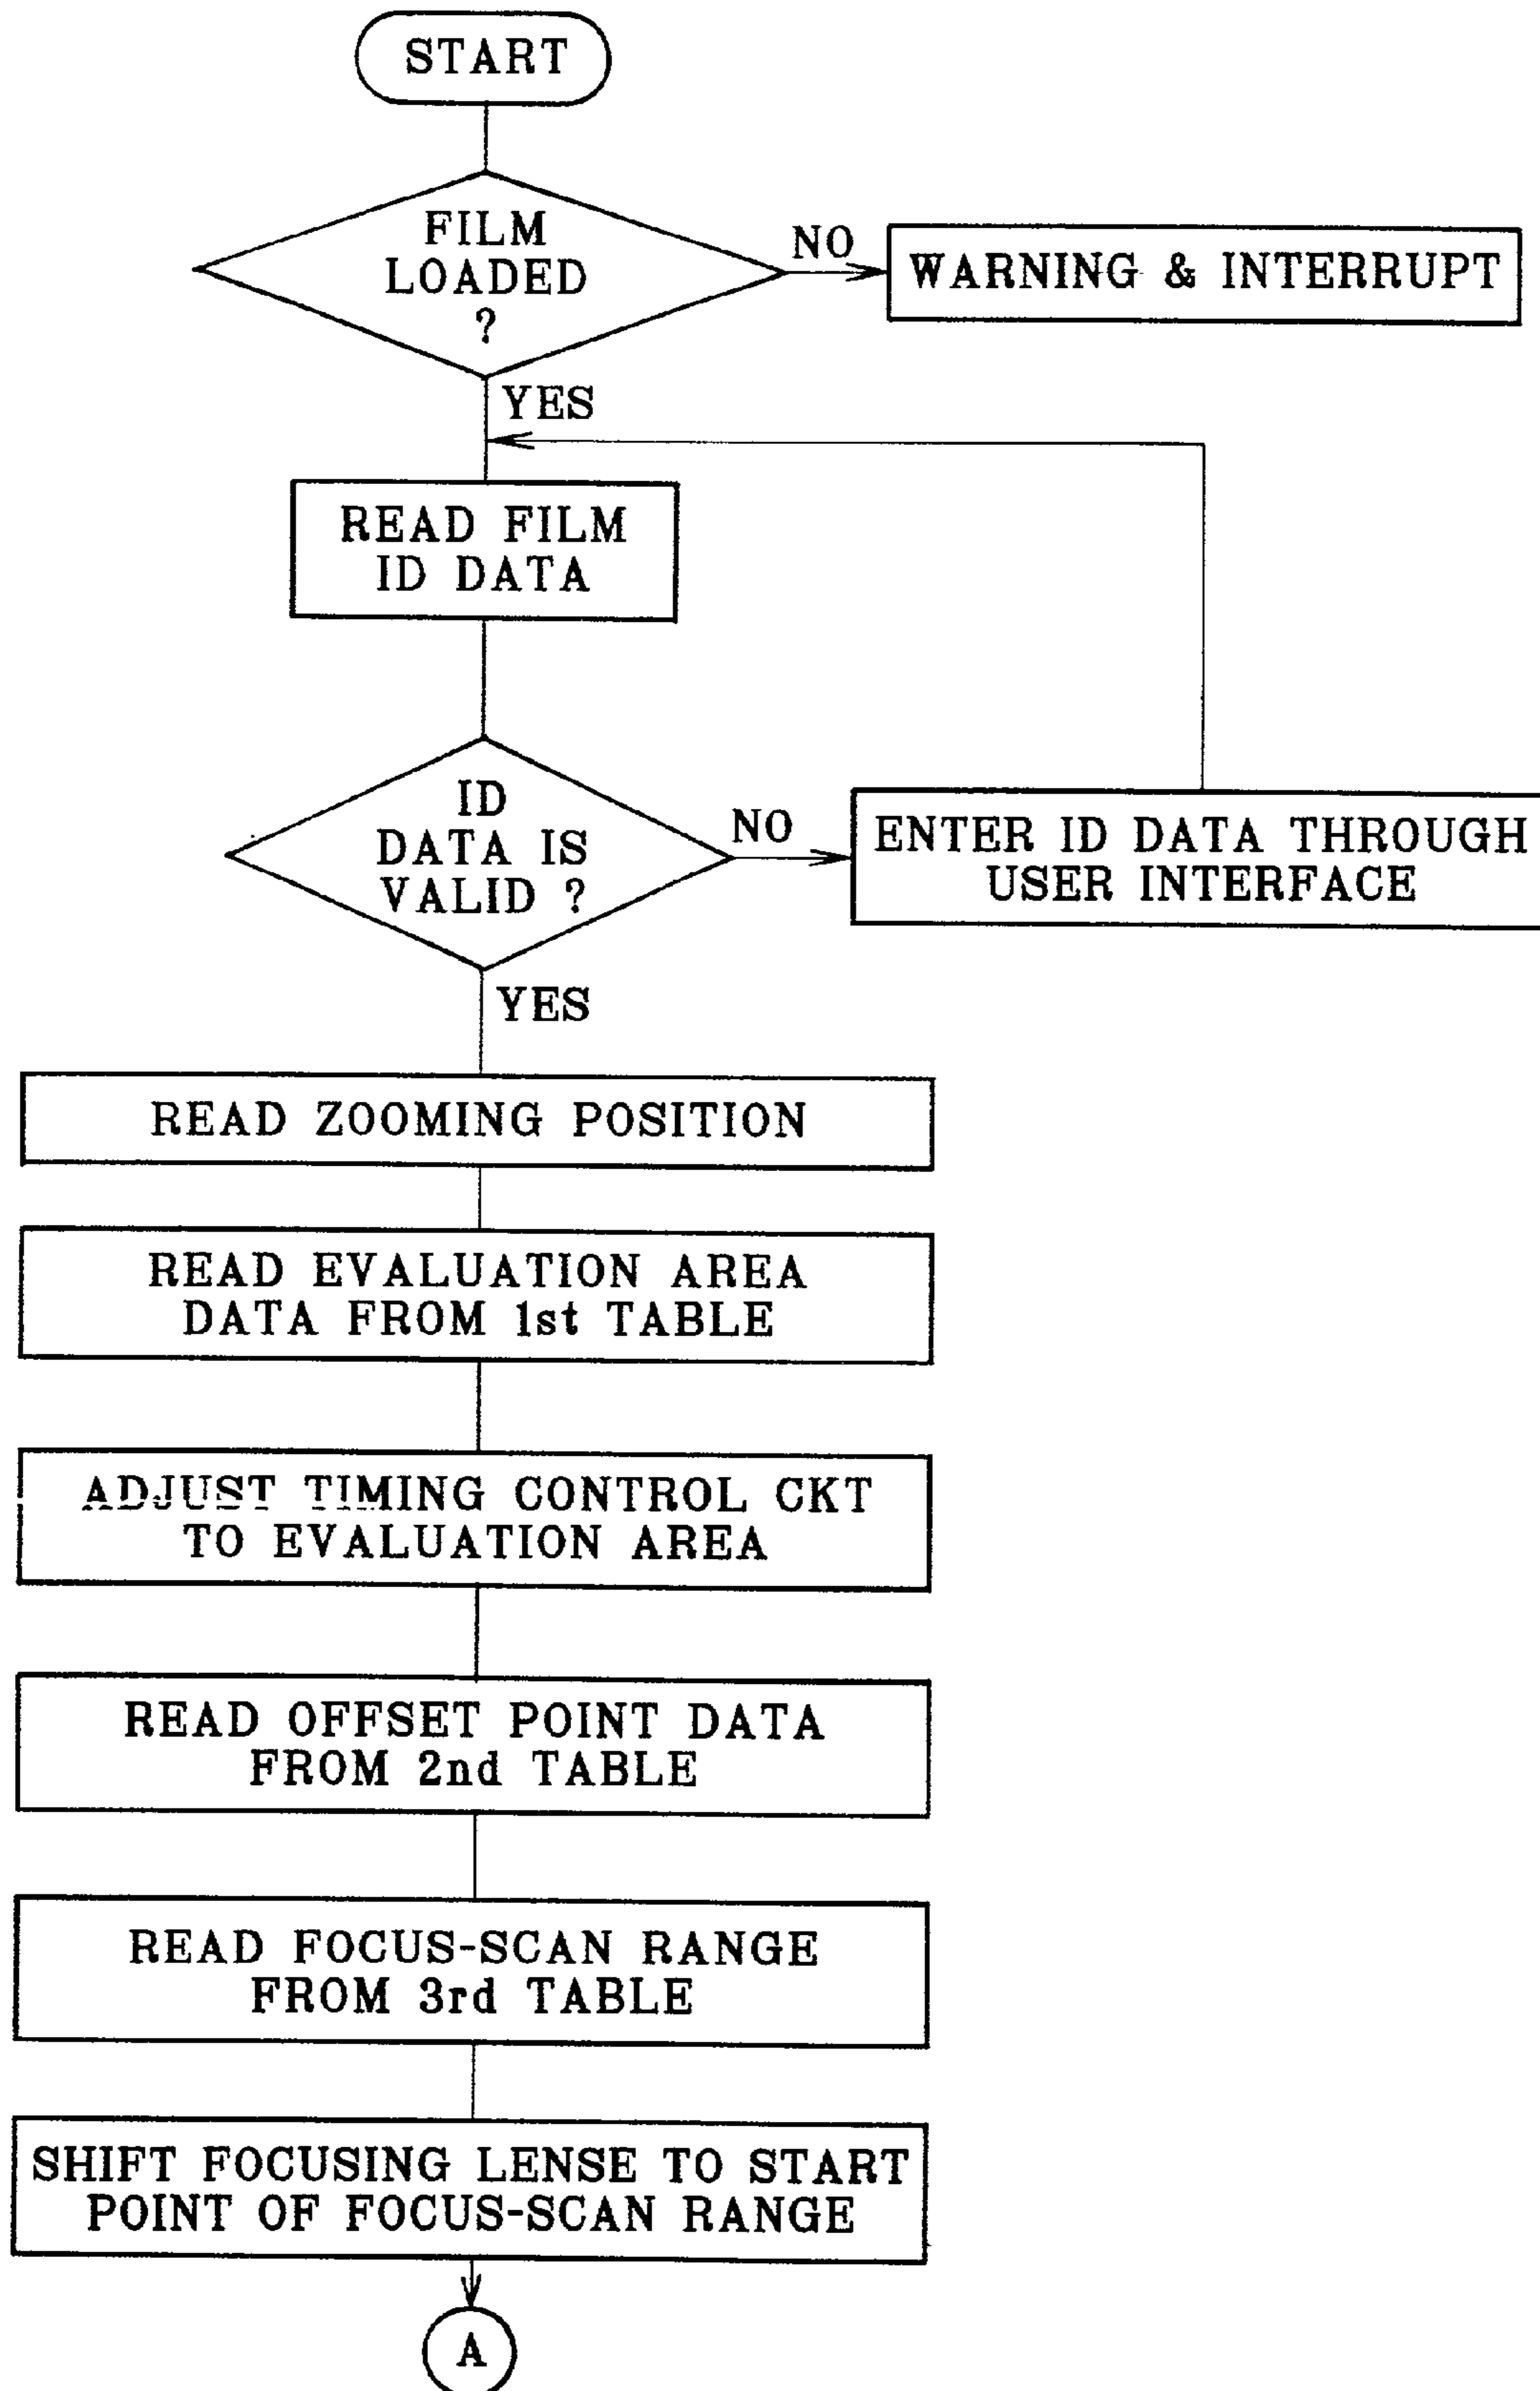 START
FILM
LOADED
?
NO
WARNING & INTERRUPT
YES
READ FILM
ID DATA
ID
DATA IS
VALID ?
NO
ENTER ID DATA THROUGH
USER INTERFACE
YES
READ ZOOMING POSITION
READ EVALUATION AREA
DATA FROM 1st TABLE
ADJUST TIMING CONTROL CKT
TO EVALUATION AREA
READ OFFSET POINT DATA
FROM 2nd TABLE
READ FOCUS-SCAN RANGE
FROM 3rd TABLE
SHIFT FOCUSING LENSE TO START
POINT OF FOCUS-SCAN RANGE
A